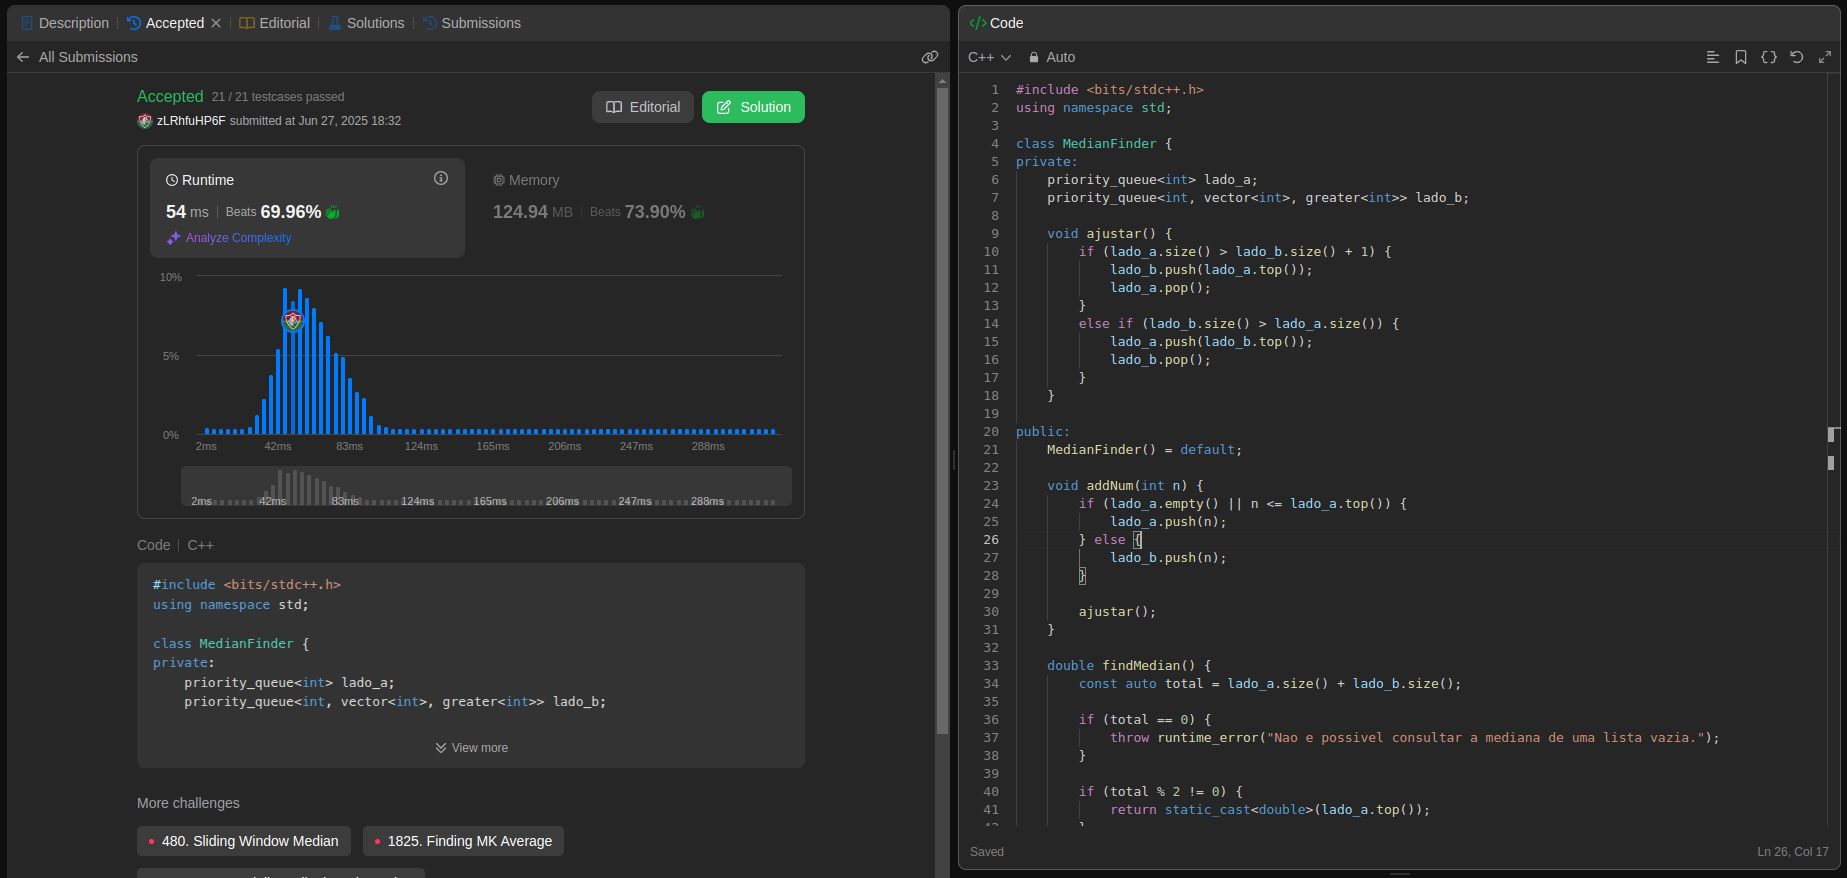 Description | Accepted | Editorial | Solutions | Submissions
All Submissions
Accepted 21 / 21 testcases passed
zLRhfuHP6F submitted at Jun 27, 2025 18:32
Editorial
Solution
Runtime
54 ms | Beats 69.96%
Analyze Complexity
Memory
124.94 MB | Beats 73.90%
10%
5%
0%
2ms 42ms 83ms 124ms 165ms 206ms 247ms 288ms
2ms 42ms 83ms 124ms 165ms 206ms 247ms 288ms
Code | C++
#include <bits/stdc++.h>
using namespace std;
class MedianFinder {
private:
    priority_queue<int> lado_a;
    priority_queue<int, vector<int>, greater<int>> lado_b;
View more
More challenges
480. Sliding Window Median
1825. Finding MK Average
</> Code
C++ Auto
1 #include <bits/stdc++.h>
2 using namespace std;
3
4 class MedianFinder {
5 private:
6     priority_queue<int> lado_a;
7     priority_queue<int, vector<int>, greater<int>> lado_b;
8
9     void ajustar() {
10         if (lado_a.size() > lado_b.size() + 1) {
11             lado_b.push(lado_a.top());
12             lado_a.pop();
13         }
14         else if (lado_b.size() > lado_a.size()) {
15             lado_a.push(lado_b.top());
16             lado_b.pop();
17         }
18     }
19
20 public:
21     MedianFinder() = default;
22
23     void addNum(int n) {
24         if (lado_a.empty() || n <= lado_a.top()) {
25             lado_a.push(n);
26         } else {
27             lado_b.push(n);
28         }
29
30         ajustar();
31     }
32
33     double findMedian() {
34         const auto total = lado_a.size() + lado_b.size();
35
36         if (total == 0) {
37             throw runtime_error("Nao e possivel consultar a mediana de uma lista vazia.");
38         }
39
40         if (total % 2 != 0) {
41             return static_cast<double>(lado_a.top());
Saved
Ln 26, Col 17